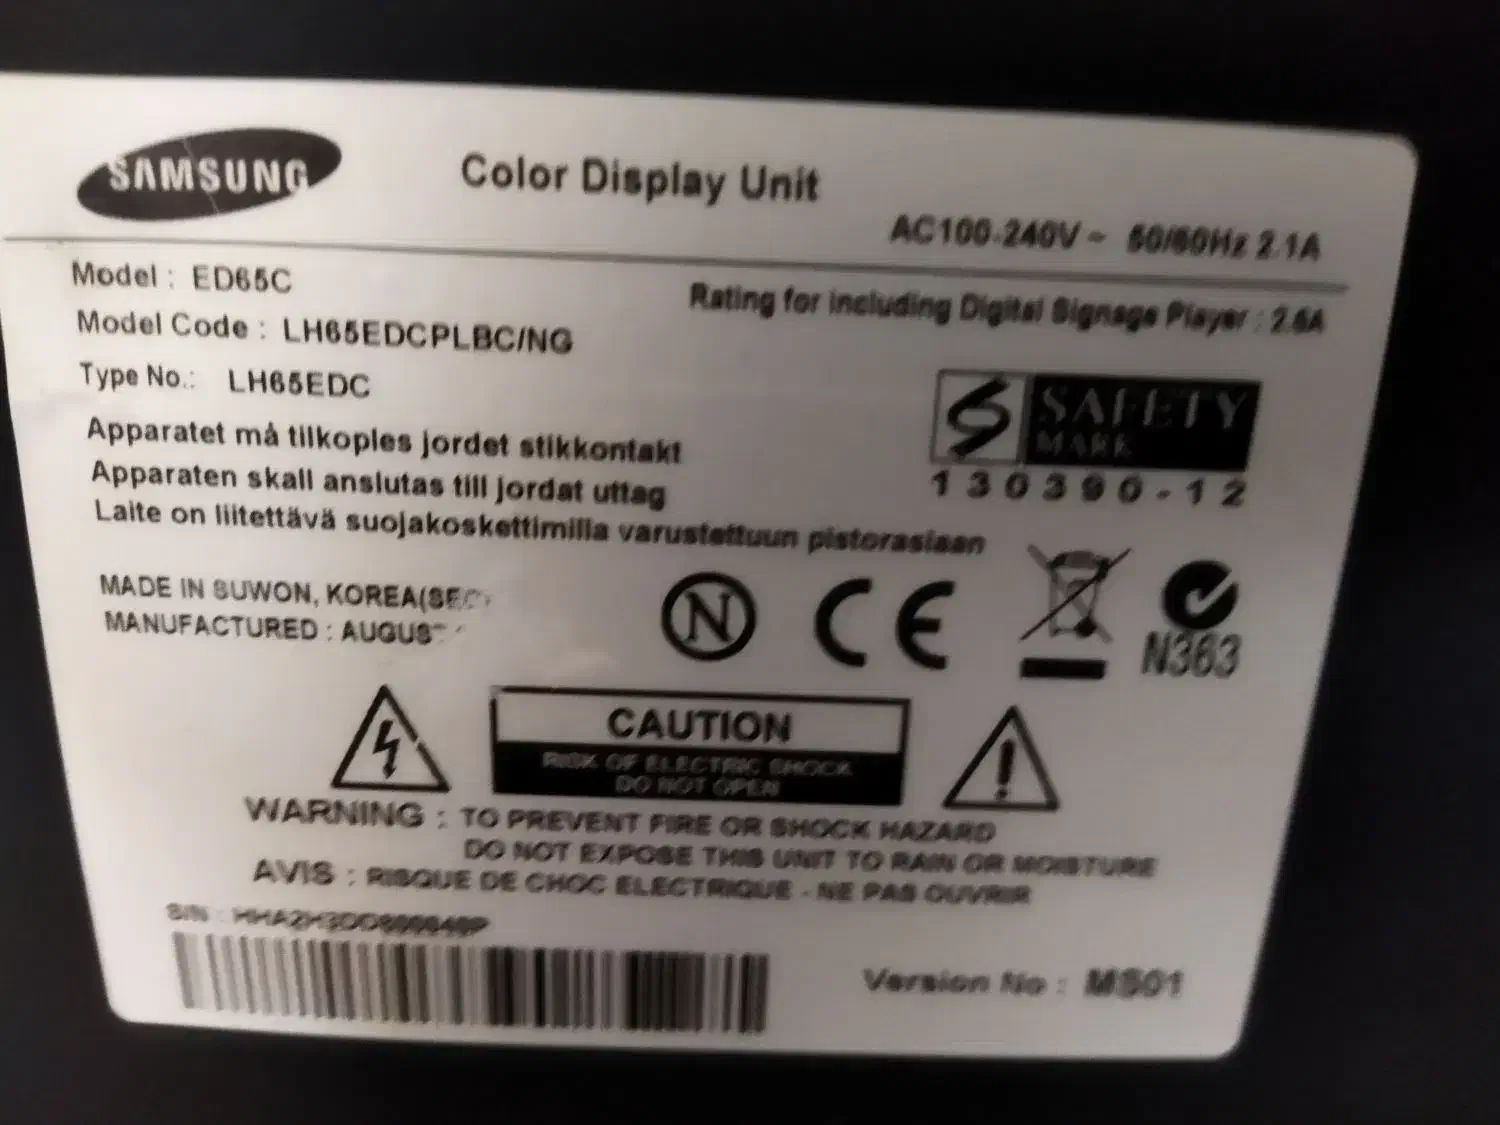 SAMSUNG
Color Display Unit
AC100-240V ~ 50/60Hz 2.1A
Model : ED65C
Rating for including Digital Signage Player : 2.6A
Model Code : LH65EDCPLBC/NG
Type No.: LH65EDC
S SAFETY
MARK
130390-12
Apparatet må tilkoples jordet stikkontakt
Apparaten skall anslutas till jordat uttag
Laite on liitettävä suojakoskettimilla varustettuun pistorasiaan
MADE IN SUWON, KOREA(SEC)
MANUFACTURED :
N
CE
N363
CAUTION
RISK OF ELECTRIC SHOCK
DO NOT OPEN
WARNING : TO PREVENT FIRE OR SHOCK HAZARD
DO NOT EXPOSE THIS UNIT TO RAIN OR MOISTURE
AVIS : RISQUE DE CHOC ELECTRIQUE - NE PAS OUVRIR
S/N :
Version No : MS01